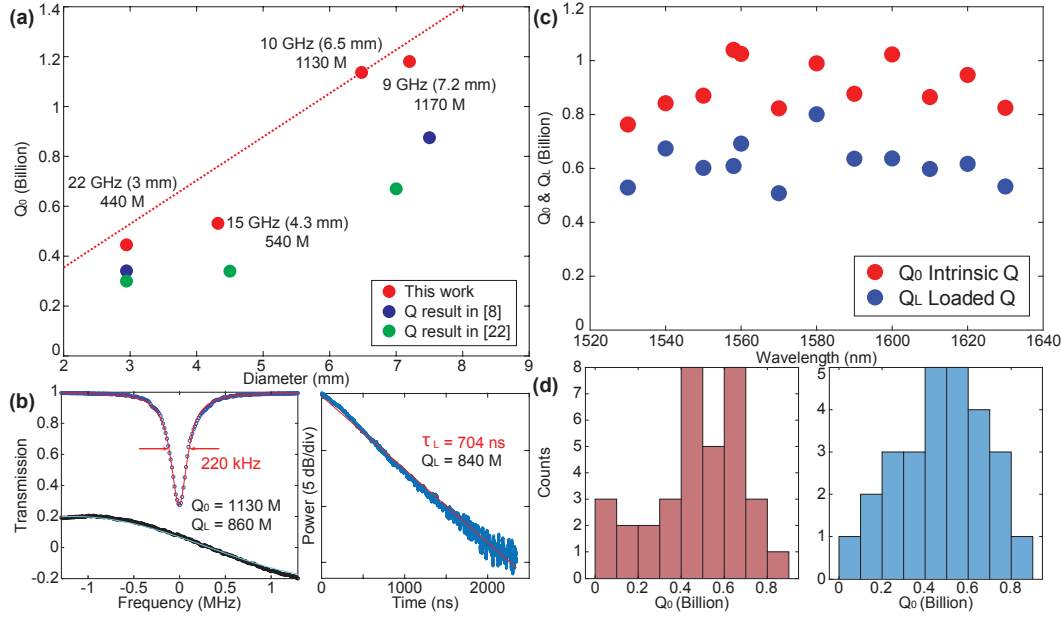 (a)
Q₀ (Billion)
1.4
1.2
1
0.8
0.6
0.4
0.2
0
10 GHz (6.5 mm)
1130 M
9 GHz (7.2 mm)
1170 M
22 GHz (3 mm)
440 M
15 GHz (4.3 mm)
540 M
This work
Q result in [8]
Q result in [22]
2 3 4 5 6 7 8 9
Diameter (mm)
(c)
Q₀ & Q_L (Billion)
1.2
1
0.8
0.6
0.4
0.2
0
Q₀ Intrinsic Q
Q_L Loaded Q
1520 1540 1560 1580 1600 1620 1640
Wavelength (nm)
(b)
Transmission
1
0.8
0.6
0.4
0.2
0
-0.2
220 kHz
Q₀ = 1130 M
Q_L = 860 M
-1 -0.5 0 0.5 1
Frequency (MHz)
Power (5 dB/div)
τ_L = 704 ns
Q_L = 840 M
0 1000 2000
Time (ns)
(d)
Counts
8
7
6
5
4
3
2
1
0
0 0.2 0.4 0.6 0.8
Q₀ (Billion)
5
4
3
2
1
0
0 0.2 0.4 0.6 0.8
Q₀ (Billion)